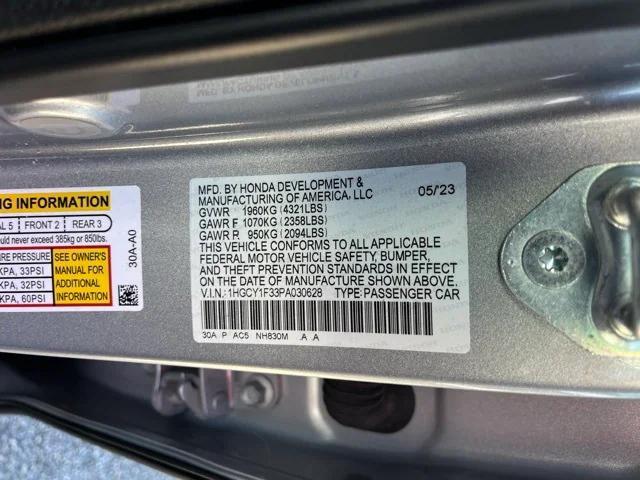 MFD. BY HONDA DEVELOPMENT &
MANUFACTURING OF AMERICA, LLC 05/'23
GVWR 1960KG (4321LBS)
GAWR F 1070KG (2358LBS)
GAWR R 950KG (2094LBS)
THIS VEHICLE CONFORMS TO ALL APPLICABLE
FEDERAL MOTOR VEHICLE SAFETY, BUMPER,
AND THEFT PREVENTION STANDARDS IN EFFECT
ON THE DATE OF MANUFACTURE SHOWN ABOVE.
V.I.N.: 1HGCY1F33PA030628 TYPE: PASSENGER CAR
30A P AC5 NH830M .A .A
NG INFORMATION
AL 5 FRONT 2 REAR 3
ould never exceed 385kg or 850lbs.
RE PRESSURE
KPA, 33PSI
KPA, 32PSI
KPA, 60PSI
SEE OWNER'S
MANUAL FOR
ADDITIONAL
INFORMATION
30A-A0